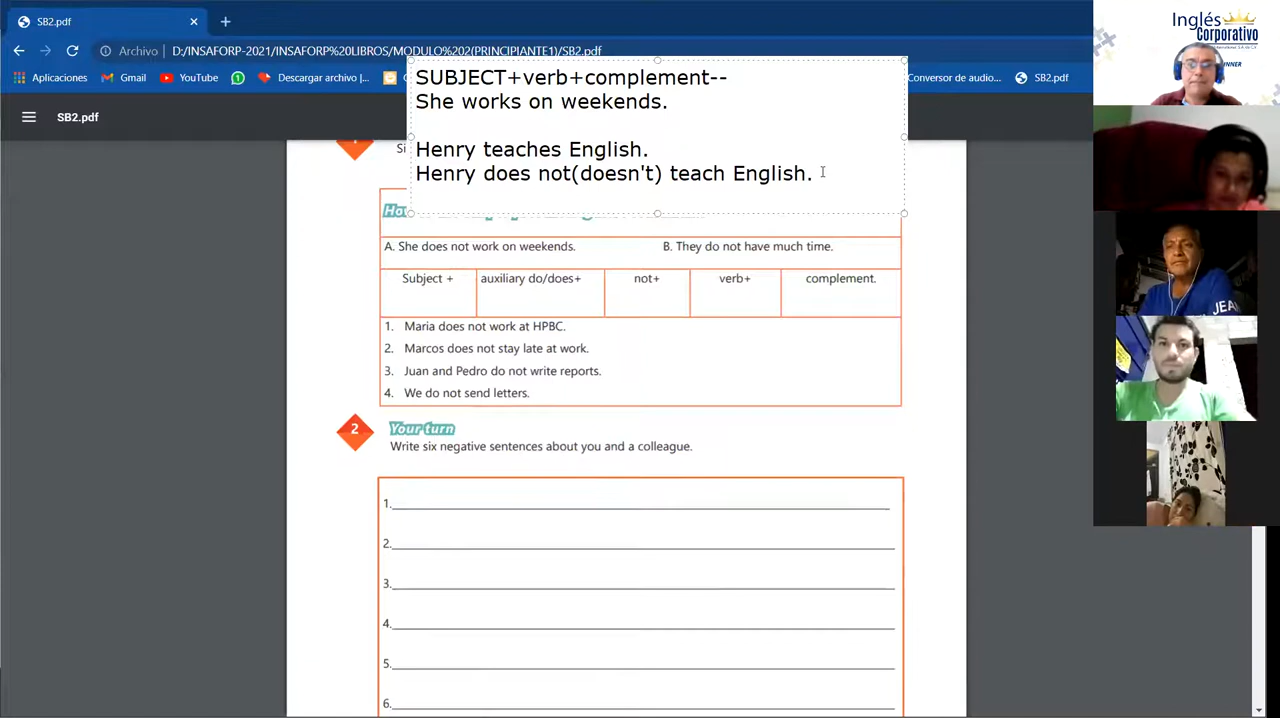 SB2.pdf
Archivo
D:/INSAFORP-2021/INSAFORP%20LIBROS/MODULO%202(PRINCIPIANTE1)/SB2.pdf
Aplicaciones
Gmail
YouTube
Descargar archivo |...
Conversor de audio...
SB2.pdf
SB2.pdf
SUBJECT+verb+complement--
She works on weekends.
Henry teaches English.
Henry does not(doesn't) teach English.
A. She does not work on weekends.
B. They do not have much time.
Subject +
auxiliary do/does+
not+
verb+
complement.
1. Maria does not work at HPBC.
2. Marcos does not stay late at work.
3. Juan and Pedro do not write reports.
4. We do not send letters.
2
Your turn
Write six negative sentences about you and a colleague.
1.
2.
3.
4.
5.
6.
Inglés
Corporativo
JEAN